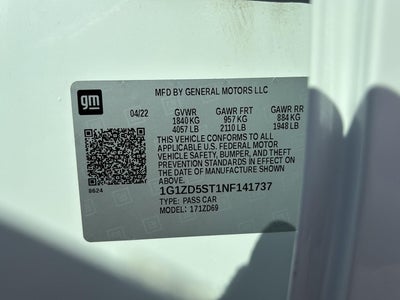 gm
MFD BY GENERAL MOTORS LLC
04/22 GVWR GAWR FRT GAWR RR
1840 KG 957 KG 884 KG
4057 LB 2110 LB 1948 LB
THIS VEHICLE CONFORMS TO ALL
APPLICABLE U.S. FEDERAL MOTOR
VEHICLE SAFETY, BUMPER, AND THEFT
PREVENTION STANDARDS IN EFFECT ON
THE DATE OF MANUFACTURE SHOWN
ABOVE.
8624
1G1ZD5ST1NF141737
TYPE: PASS CAR
MODEL: 171ZD69